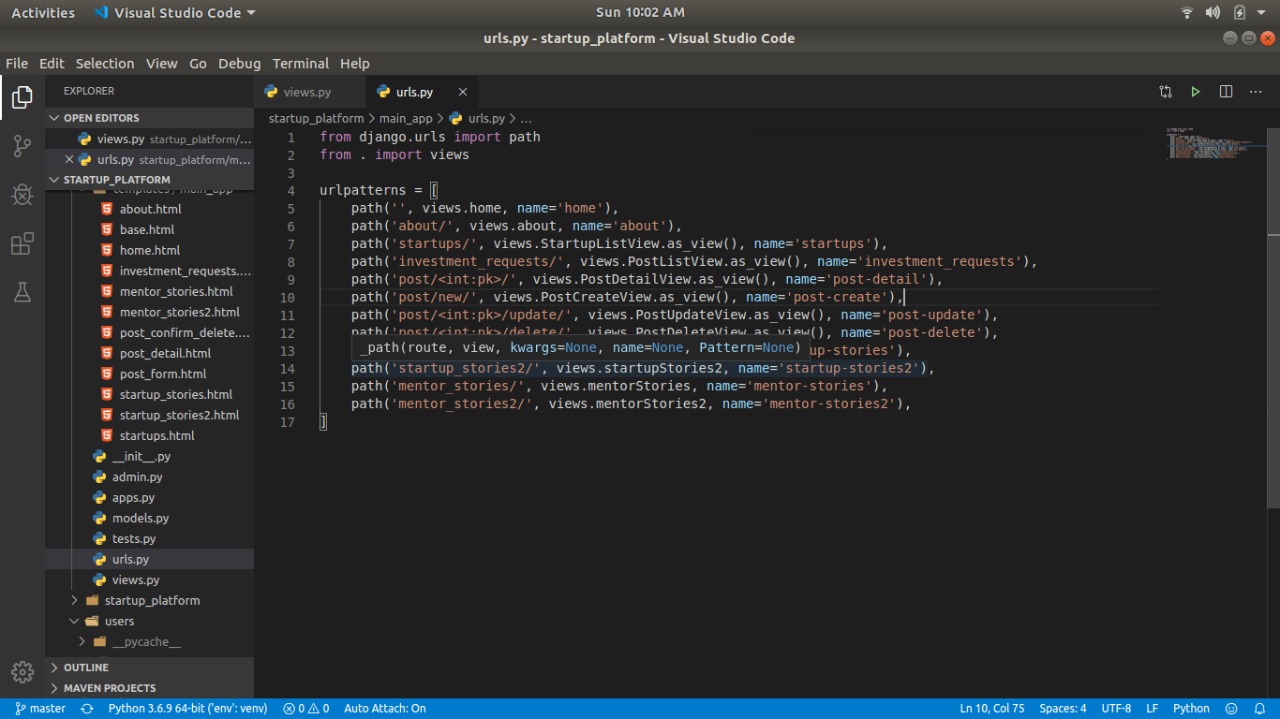 Activities Visual Studio Code Sun 10:02 AM
urls.py - startup_platform - Visual Studio Code
File Edit Selection View Go Debug Terminal Help
EXPLORER
OPEN EDITORS
views.py startup_platform/...
urls.py startup_platform/m...
STARTUP_PLATFORM
templates / main_app
about.html
base.html
home.html
investment_requests....
mentor_stories.html
mentor_stories2.html
post_confirm_delete....
post_detail.html
post_form.html
startup_stories.html
startup_stories2.html
startups.html
__init__.py
admin.py
apps.py
models.py
tests.py
urls.py
views.py
startup_platform
users
__pycache__
OUTLINE
MAVEN PROJECTS
views.py urls.py
startup_platform > main_app > urls.py > ...
1 from django.urls import path
2 from . import views
3
4 urlpatterns = [
5 path('', views.home, name='home'),
6 path('about/', views.about, name='about'),
7 path('startups/', views.StartupListView.as_view(), name='startups'),
8 path('investment_requests/', views.PostListView.as_view(), name='investment_requests'),
9 path('post/<int:pk>/', views.PostDetailView.as_view(), name='post-detail'),
10 path('post/new/', views.PostCreateView.as_view(), name='post-create'),
11 path('post/<int:pk>/update/', views.PostUpdateView.as_view(), name='post-update'),
12 path('post/<int:pk>/delete/', views.PostDeleteView.as_view(), name='post-delete'),
_path(route, view, kwargs=None, name=None, Pattern=None)
13 up-stories'),
14 path('startup_stories2/', views.startupStories2, name='startup-stories2'),
15 path('mentor_stories/', views.mentorStories, name='mentor-stories'),
16 path('mentor_stories2/', views.mentorStories2, name='mentor-stories2'),
17 ]
master Python 3.6.9 64-bit ('env': venv) 0 0 Auto Attach: On Ln 10, Col 75 Spaces: 4 UTF-8 LF Python